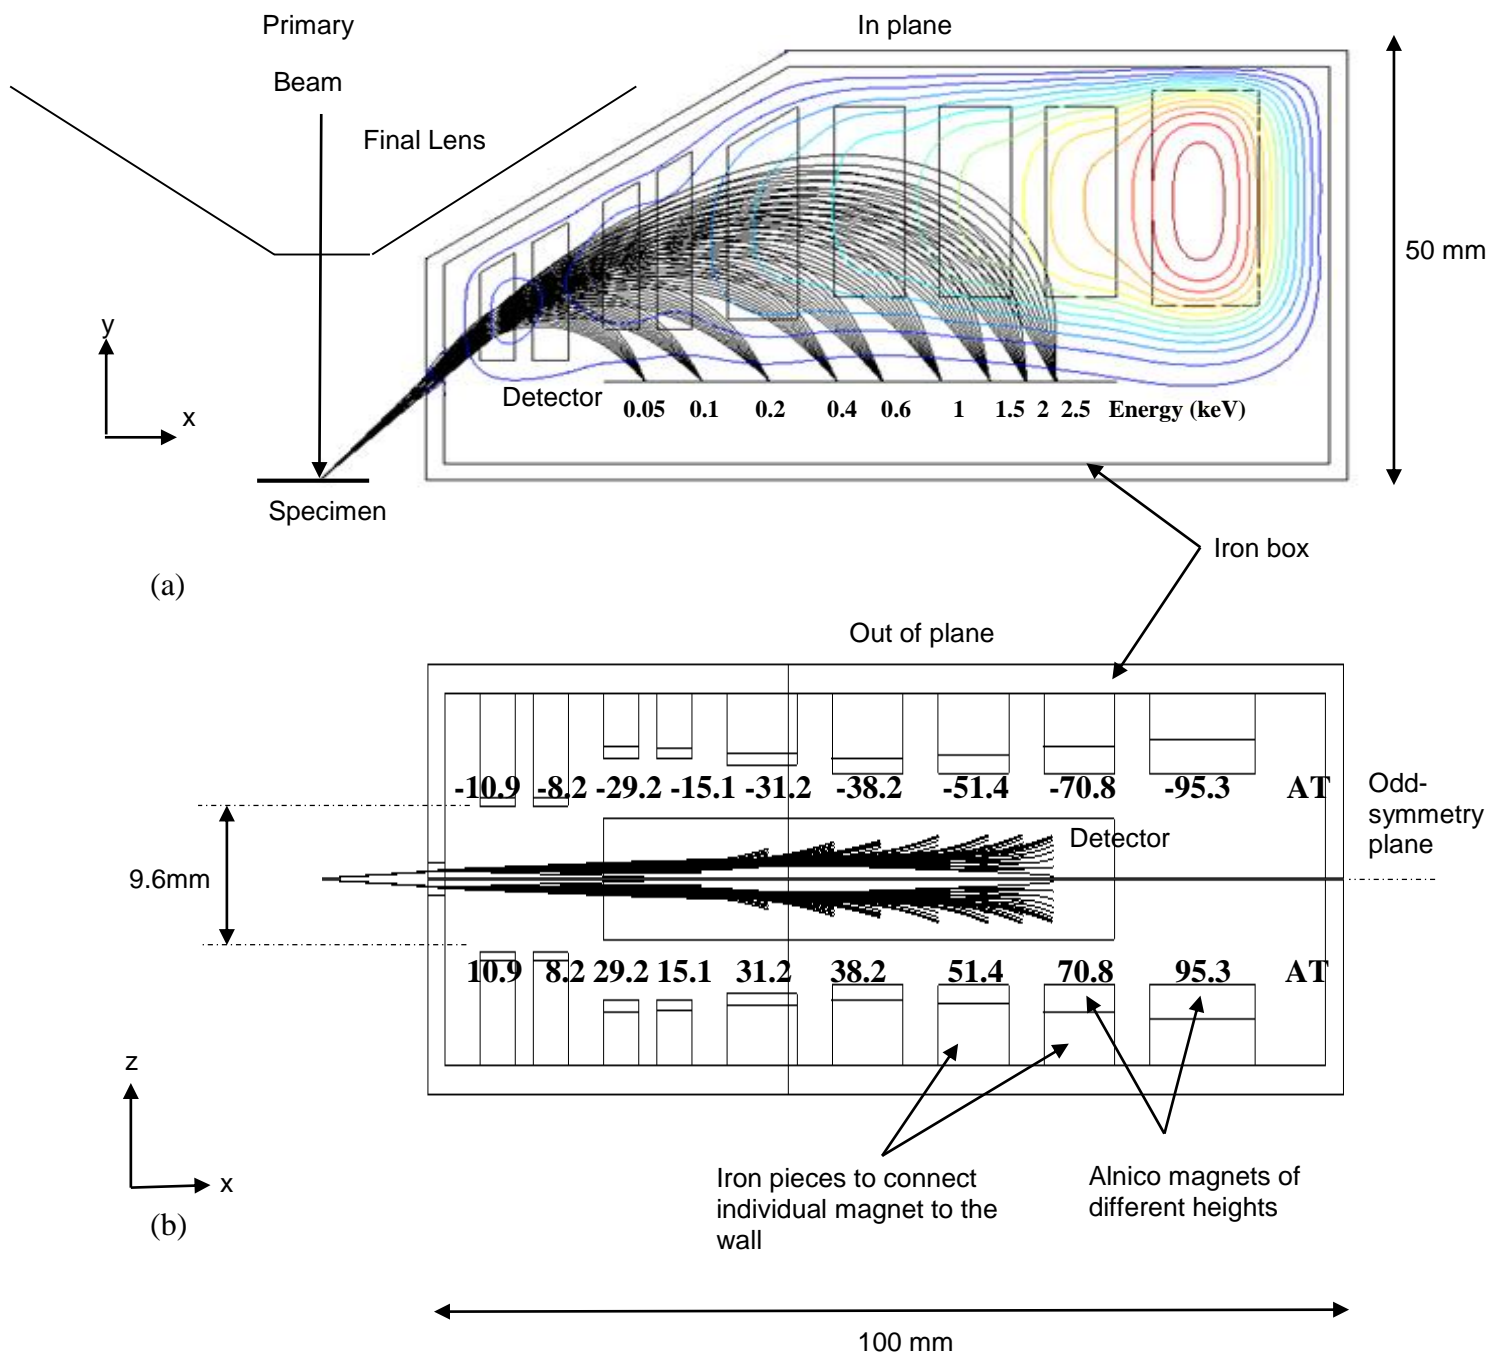 Primary
In plane
Beam
Final Lens
50 mm
y
x
Detector
0.05 0.1 0.2 0.4 0.6 1 1.5 2 2.5 Energy (keV)
Specimen
Iron box
(a)
Out of plane
-10.9 -8.2 -29.2 -15.1 -31.2 -38.2 -51.4 -70.8 -95.3 AT
Odd-
symmetry
plane
Detector
9.6mm
10.9 8.2 29.2 15.1 31.2 38.2 51.4 70.8 95.3 AT
z
x
Iron pieces to connect
individual magnet to the
wall
Alnico magnets of
different heights
(b)
100 mm